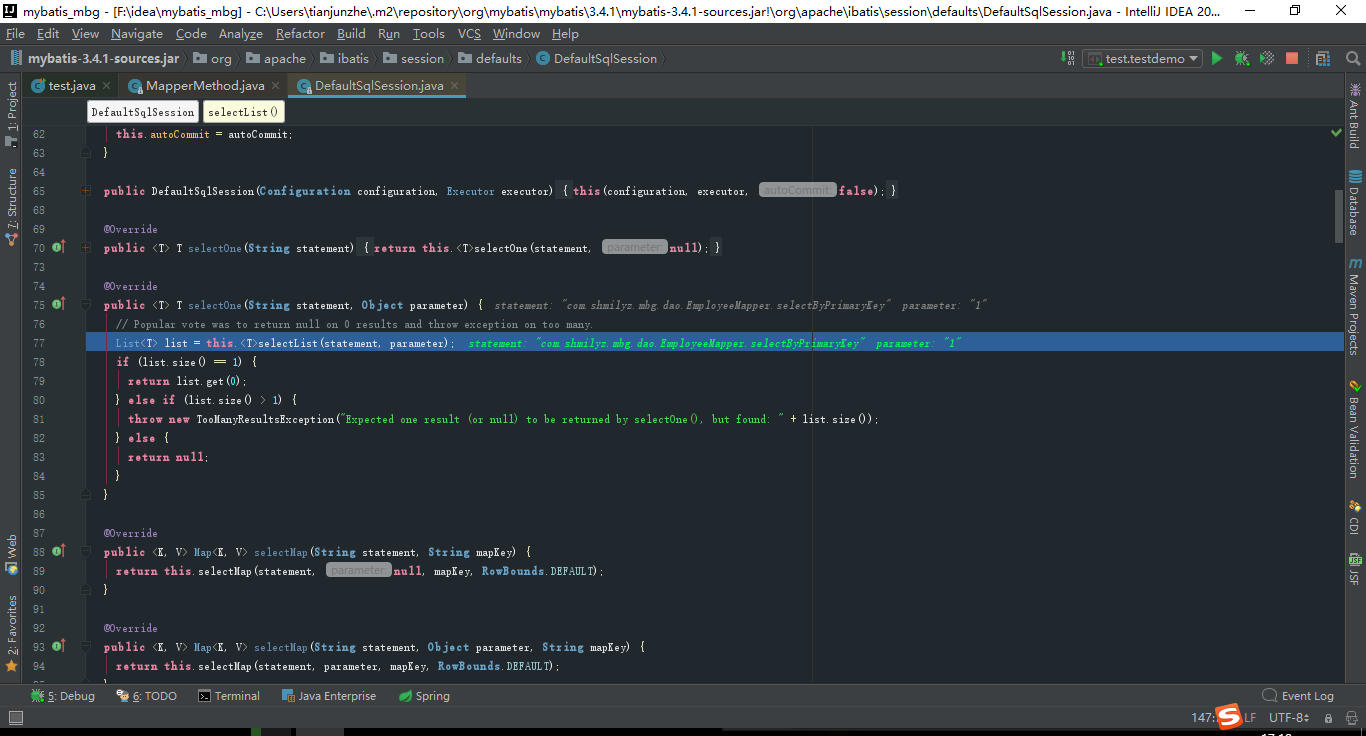 mybatis_mbg - [F:\idea\mybatis_mbg] - C:\Users\tianjunzhe\.m2\repository\org\mybatis\mybatis\3.4.1\mybatis-3.4.1-sources.jar!\org\apache\ibatis\session\defaults\DefaultSqlSession.java - IntelliJ IDEA 20...
File Edit View Navigate Code Analyze Refactor Build Run Tools VCS Window Help
mybatis-3.4.1-sources.jar org apache ibatis session defaults DefaultSqlSession test.testdemo
test.java MapperMethod.java DefaultSqlSession.java
DefaultSqlSession selectList()
62 this.autoCommit = autoCommit;
63 }
64
65 public DefaultSqlSession(Configuration configuration, Executor executor) { this(configuration, executor, autoCommit: false); }
68
69 @Override
70 public <T> T selectOne(String statement) { return this.<T>selectOne(statement, parameter: null); }
73
74 @Override
75 public <T> T selectOne(String statement, Object parameter) { statement: "com.shmilyz.mbg.dao.EmployeeMapper.selectByPrimaryKey" parameter: "1"
76 // Popular vote was to return null on 0 results and throw exception on too many.
77 List<T> list = this.<T>selectList(statement, parameter); statement: "com.shmilyz.mbg.dao.EmployeeMapper.selectByPrimaryKey" parameter: "1"
78 if (list.size() == 1) {
79 return list.get(0);
80 } else if (list.size() > 1) {
81 throw new TooManyResultsException("Expected one result (or null) to be returned by selectOne(), but found: " + list.size());
82 } else {
83 return null;
84 }
85 }
86
87 @Override
88 public <K, V> Map<K, V> selectMap(String statement, String mapKey) {
89 return this.selectMap(statement, parameter: null, mapKey, RowBounds.DEFAULT);
90 }
91
92 @Override
93 public <K, V> Map<K, V> selectMap(String statement, Object parameter, String mapKey) {
94 return this.selectMap(statement, parameter, mapKey, RowBounds.DEFAULT);
1: Project
7: Structure
Web
2: Favorites
Ant Build
Database
Maven Projects
Bean Validation
CDI
JSF
5: Debug 6: TODO Terminal Java Enterprise Spring Event Log
147: LF UTF-8